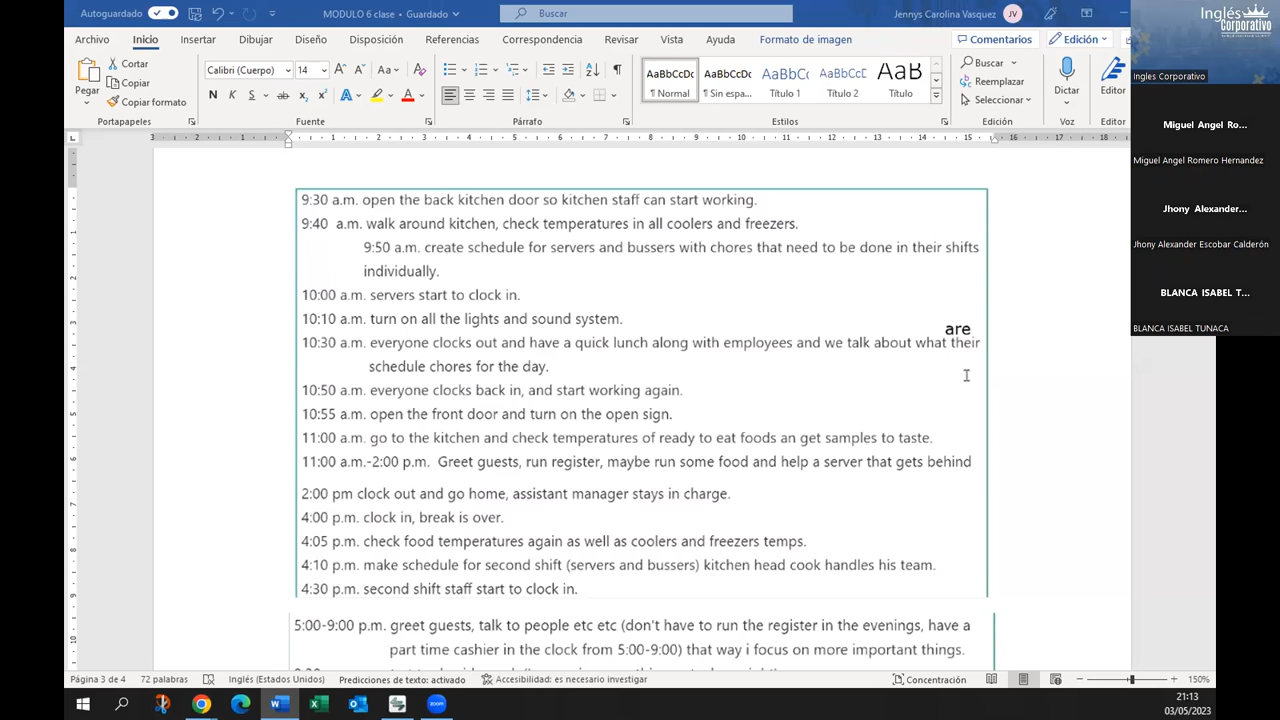 Autoguardado
MODULO 6 clase • Guardado
Buscar
Jennys Carolina Vasquez
JV
Archivo Inicio Insertar Dibujar Diseño Disposición Referencias Correspondencia Revisar Vista Ayuda Formato de imagen
Comentarios
Edición
Pegar
Cortar
Copiar
Copiar formato
Portapapeles
Calibri (Cuerpo) 14
Fuente
Párrafo
AaBbCcDc
¶ Normal
AaBbCcDc
¶ Sin espa...
AaBbCc
Título 1
AaBbCcD
Título 2
AaB
Título
Estilos
Buscar
Reemplazar
Seleccionar
Edición
Dictar
Voz
Editor
Editor
Inglés
Corporativo
Ingles Corporativo
Miguel Angel Ro...
Miguel Angel Romero Hernandez
Jhony Alexander...
Jhony Alexander Escobar Calderón
BLANCA ISABEL T...
BLANCA ISABEL TUNACA
9:30 a.m. open the back kitchen door so kitchen staff can start working.
9:40 a.m. walk around kitchen, check temperatures in all coolers and freezers.
9:50 a.m. create schedule for servers and bussers with chores that need to be done in their shifts
individually.
10:00 a.m. servers start to clock in.
10:10 a.m. turn on all the lights and sound system.
are
10:30 a.m. everyone clocks out and have a quick lunch along with employees and we talk about what their
schedule chores for the day.
10:50 a.m. everyone clocks back in, and start working again.
10:55 a.m. open the front door and turn on the open sign.
11:00 a.m. go to the kitchen and check temperatures of ready to eat foods an get samples to taste.
11:00 a.m.-2:00 p.m. Greet guests, run register, maybe run some food and help a server that gets behind
2:00 pm clock out and go home, assistant manager stays in charge.
4:00 p.m. clock in, break is over.
4:05 p.m. check food temperatures again as well as coolers and freezers temps.
4:10 p.m. make schedule for second shift (servers and bussers) kitchen head cook handles his team.
4:30 p.m. second shift staff start to clock in.
5:00-9:00 p.m. greet guests, talk to people etc etc (don't have to run the register in the evenings, have a
part time cashier in the clock from 5:00-9:00) that way i focus on more important things.
Página 3 de 4 72 palabras Inglés (Estados Unidos) Predicciones de texto: activado Accesibilidad: es necesario investigar Concentración 150%
21:13
03/05/2023